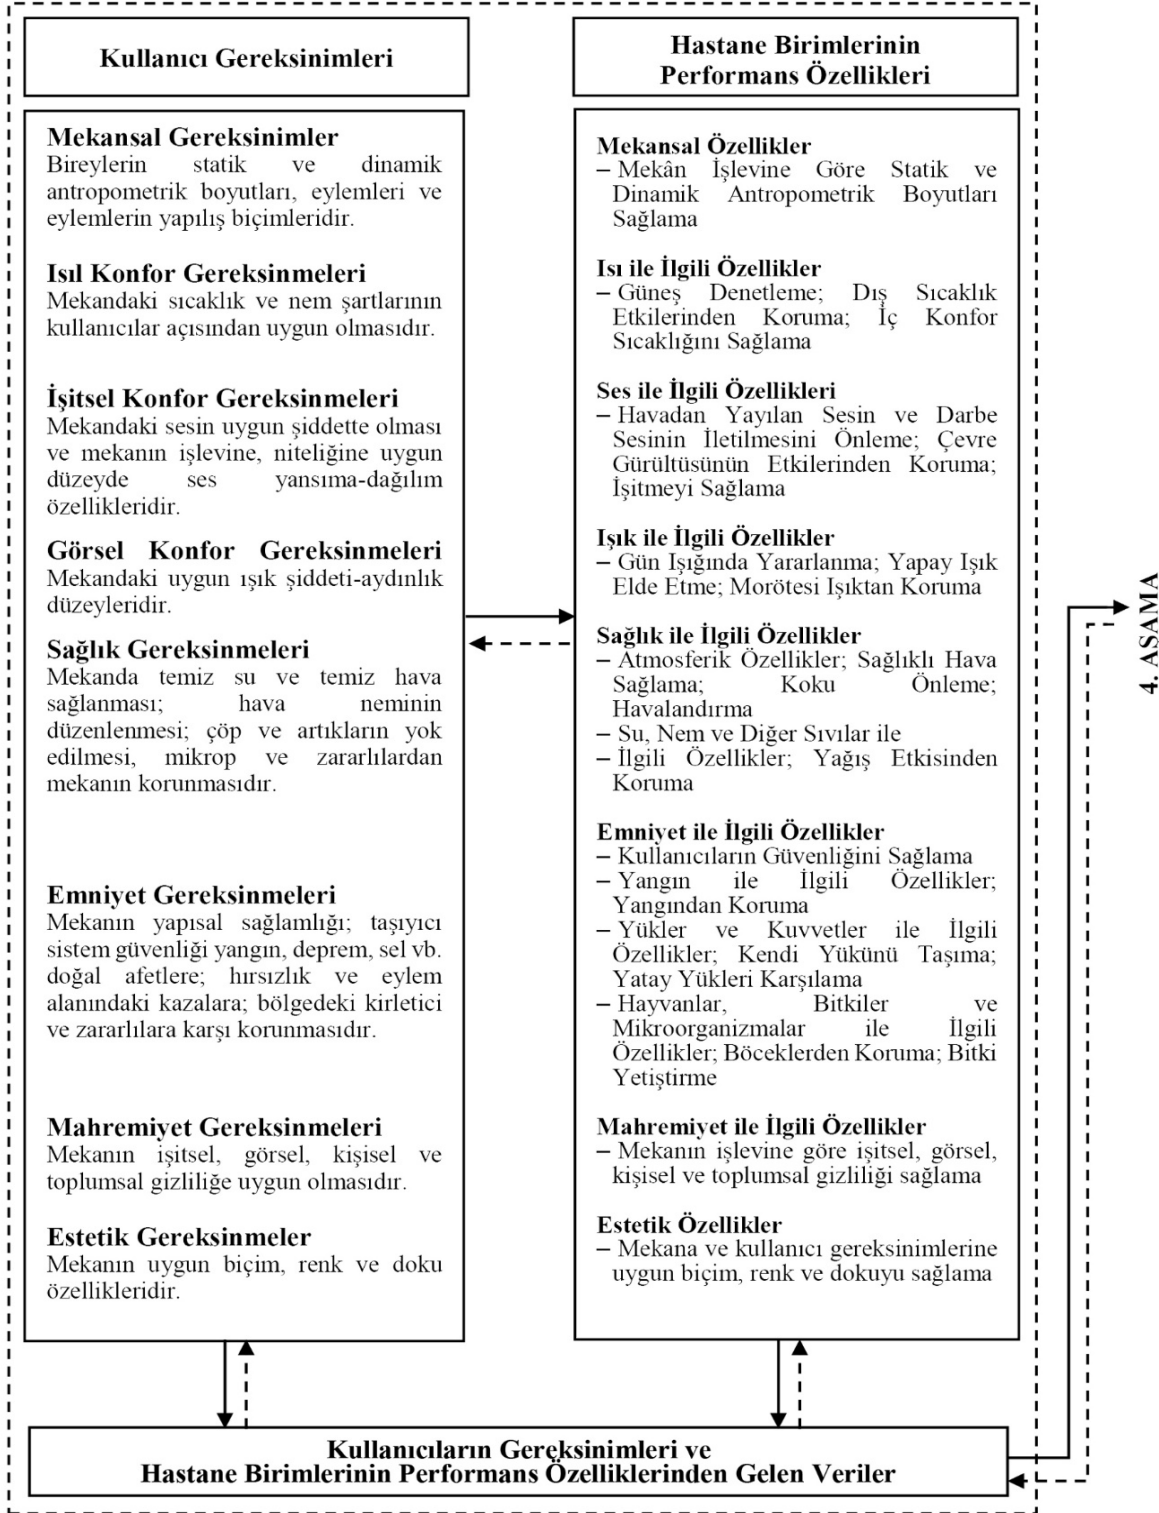 Kullanıcı Gereksinimleri
Mekansal Gereksinimler
Bireylerin statik ve dinamik
antropometrik boyutları, eylemleri ve
eylemlerin yapılış biçimleridir.
Isıl Konfor Gereksinmeleri
Mekandaki sıcaklık ve nem şartlarının
kullanıcılar açısından uygun olmasıdır.
İşitsel Konfor Gereksinmeleri
Mekandaki sesin uygun şiddette olması
ve mekanın işlevine, niteliğine uygun
düzeyde ses yansıma-dağılım
özellikleridir.
Görsel Konfor Gereksinmeleri
Mekandaki uygun ışık şiddeti-aydınlık
düzeyleridir.
Sağlık Gereksinmeleri
Mekanda temiz su ve temiz hava
sağlanması; hava neminin
düzenlenmesi; çöp ve artıkların yok
edilmesi, mikrop ve zararlılardan
mekanın korunmasıdır.
Emniyet Gereksinmeleri
Mekanın yapısal sağlamlığı; taşıyıcı
sistem güvenliği yangın, deprem, sel vb.
doğal afetlere; hırsızlık ve eylem
alanındaki kazalara; bölgedeki kirletici
ve zararlılara karşı korunmasıdır.
Mahremiyet Gereksinmeleri
Mekanın işitsel, görsel, kişisel ve
toplumsal gizliliğe uygun olmasıdır.
Estetik Gereksinmeler
Mekanın uygun biçim, renk ve doku
özellikleridir.
Hastane Birimlerinin
Performans Özellikleri
Mekansal Özellikler
– Mekân İşlevine Göre Statik ve
Dinamik Antropometrik Boyutları
Sağlama
Isı ile İlgili Özellikler
– Güneş Denetleme; Dış Sıcaklık
Etkilerinden Koruma; İç Konfor
Sıcaklığını Sağlama
Ses ile İlgili Özellikleri
– Havadan Yayılan Sesin ve Darbe
Sesinin İletilmesini Önleme; Çevre
Gürültüsünün Etkilerinden Koruma;
İşitmeyi Sağlama
Işık ile İlgili Özellikler
– Gün Işığında Yararlanma; Yapay Işık
Elde Etme; Morötesi Işıktan Koruma
Sağlık ile İlgili Özellikler
– Atmosferik Özellikler; Sağlıklı Hava
Sağlama; Koku Önleme;
Havalandırma
– Su, Nem ve Diğer Sıvılar ile
– İlgili Özellikler; Yağış Etkisinden
Koruma
Emniyet ile İlgili Özellikler
– Kullanıcıların Güvenliğini Sağlama
– Yangın ile İlgili Özellikler;
Yangından Koruma
– Yükler ve Kuvvetler ile İlgili
Özellikler; Kendi Yükünü Taşıma;
Yatay Yükleri Karşılama
– Hayvanlar, Bitkiler ve
Mikroorganizmalar ile İlgili
Özellikler; Böceklerden Koruma; Bitki
Yetiştirme
Mahremiyet ile İlgili Özellikler
– Mekanın işlevine göre işitsel, görsel,
kişisel ve toplumsal gizliliği sağlama
Estetik Özellikler
– Mekana ve kullanıcı gereksinimlerine
uygun biçim, renk ve dokuyu sağlama
4. AŞAMA
Kullanıcıların Gereksinimleri ve
Hastane Birimlerinin Performans Özelliklerinden Gelen Veriler